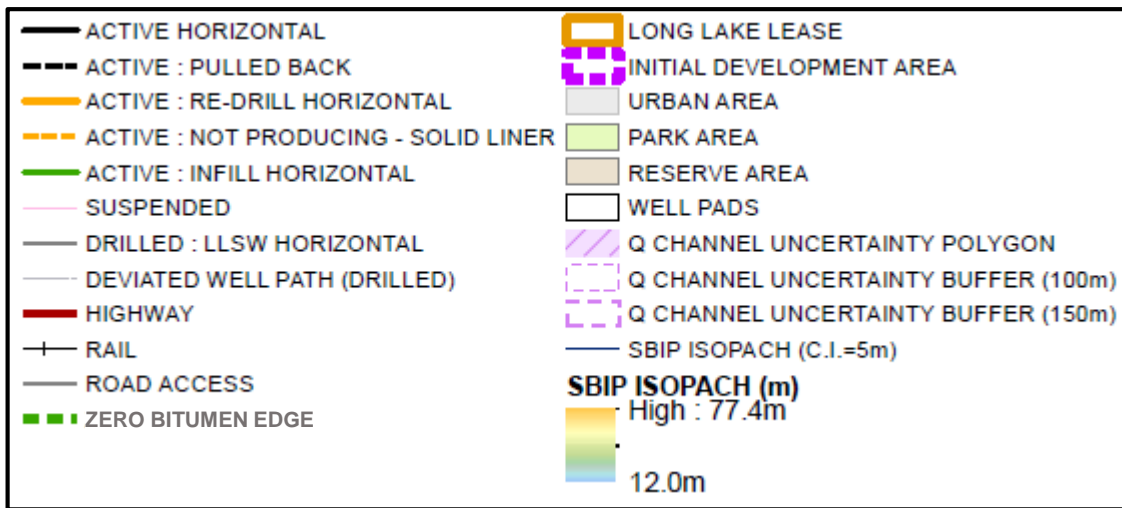 ACTIVE HORIZONTAL
ACTIVE : PULLED BACK
ACTIVE : RE-DRILL HORIZONTAL
ACTIVE : NOT PRODUCING - SOLID LINER
ACTIVE : INFILL HORIZONTAL
SUSPENDED
DRILLED : LLSW HORIZONTAL
DEVIATED WELL PATH (DRILLED)
HIGHWAY
RAIL
ROAD ACCESS
ZERO BITUMEN EDGE
LONG LAKE LEASE
INITIAL DEVELOPMENT AREA
URBAN AREA
PARK AREA
RESERVE AREA
WELL PADS
Q CHANNEL UNCERTAINTY POLYGON
Q CHANNEL UNCERTAINTY BUFFER (100m)
Q CHANNEL UNCERTAINTY BUFFER (150m)
SBIP ISOPACH (C.I.=5m)
SBIP ISOPACH (m)
High : 77.4m
12.0m